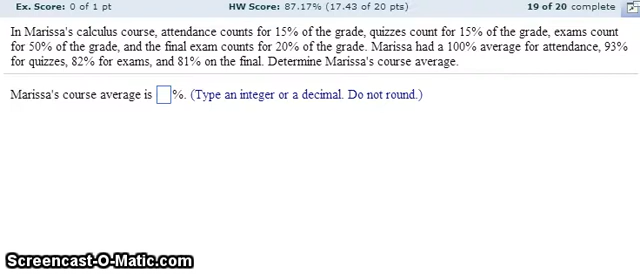 Ex. Score: 0 of 1 pt HW Score: 87.17% (17.43 of 20 pts) 19 of 20 complete
In Marissa's calculus course, attendance counts for 15% of the grade, quizzes count for 15% of the grade, exams count
for 50% of the grade, and the final exam counts for 20% of the grade. Marissa had a 100% average for attendance, 93%
for quizzes, 82% for exams, and 81% on the final. Determine Marissa's course average.
Marissa's course average is %. (Type an integer or a decimal. Do not round.)
Screencast-O-Matic.com